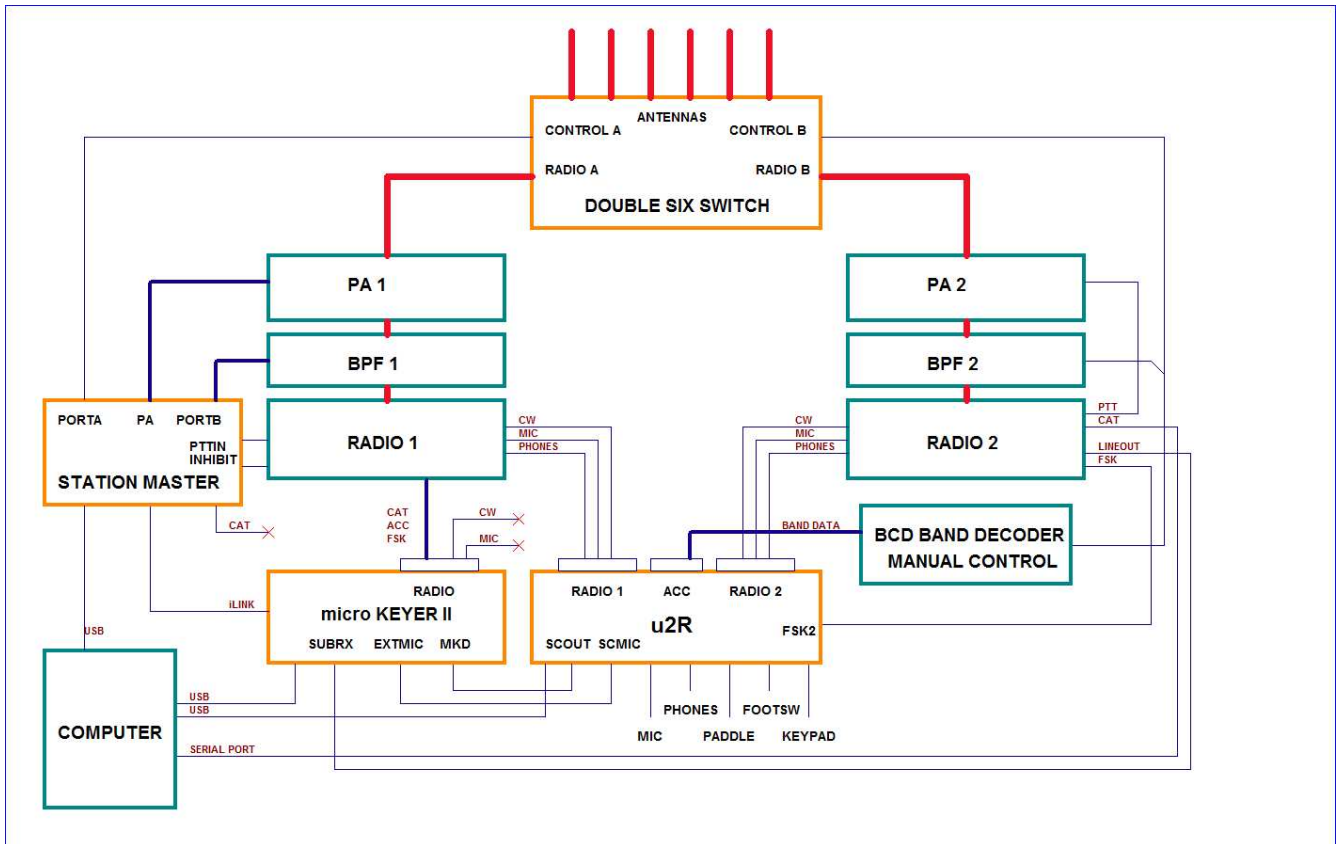 ANTENNAS
CONTROL A
CONTROL B
RADIO A
RADIO B
DOUBLE SIX SWITCH
PA 1
PA 2
BPF 1
BPF 2
PORTA
PA
PORTB
PTTIN
INHIBIT
STATION MASTER
RADIO 1
CW
MIC
PHONES
CW
MIC
PHONES
RADIO 2
PTT
CAT
LINEOUT
FSK
CAT
CAT
ACC
FSK
CW
MIC
BAND DATA
BCD BAND DECODER
MANUAL CONTROL
RADIO
micro KEYER II
SUBRX
EXTMIC
MKD
RADIO 1
ACC
RADIO 2
u2R
FSK2
SCOUT
SCMIC
iLINK
USB
COMPUTER
USB
USB
SERIAL PORT
PHONES
FOOTSW
MIC
PADDLE
KEYPAD